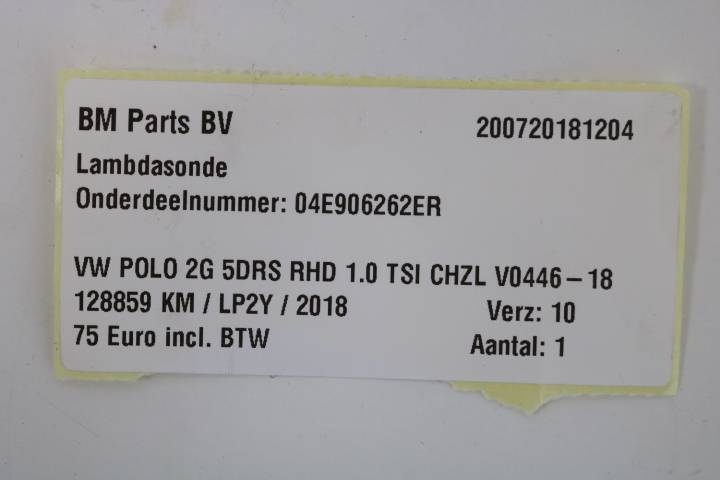 BM Parts BV 200720181204
Lambdasonde
Onderdeelnummer: 04E906262ER
VW POLO 2G 5DRS RHD 1.0 TSI CHZL V0446-18
128859 KM / LP2Y / 2018 Verz: 10
75 Euro incl. BTW Aantal: 1